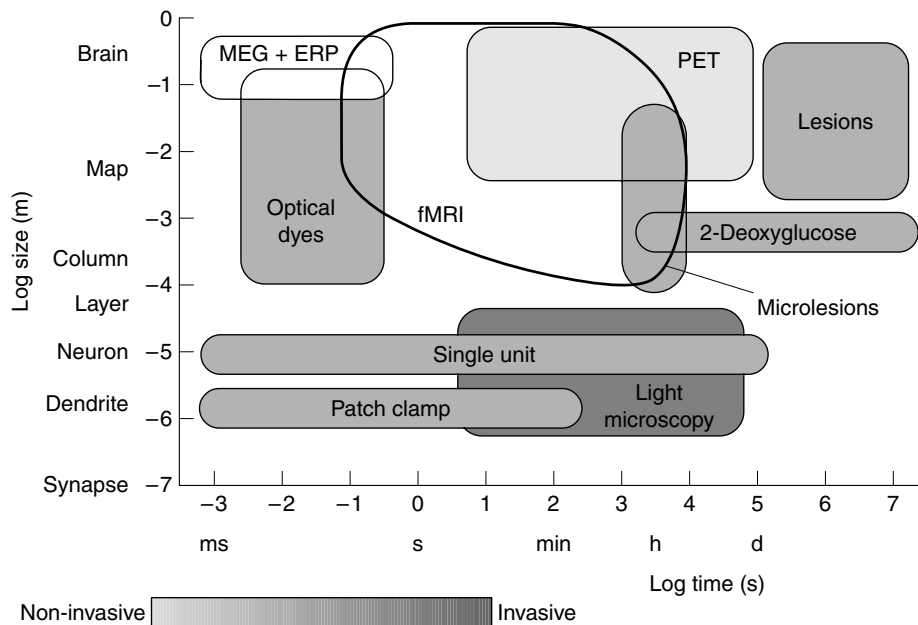 0
Brain
MEG + ERP
PET
−1
Lesions
−2
Map
Optical
dyes
fMRI
−3
2-Deoxyglucose
Column
−4
Layer
Microlesions
Neuron
−5
Single unit
Dendrite
−6
Patch clamp
Light
microscopy
Synapse
−7
Log size (m)
−3 −2 −1 0 1 2 3 4 5 6 7
ms s min h d
Log time (s)
Non-invasive Invasive